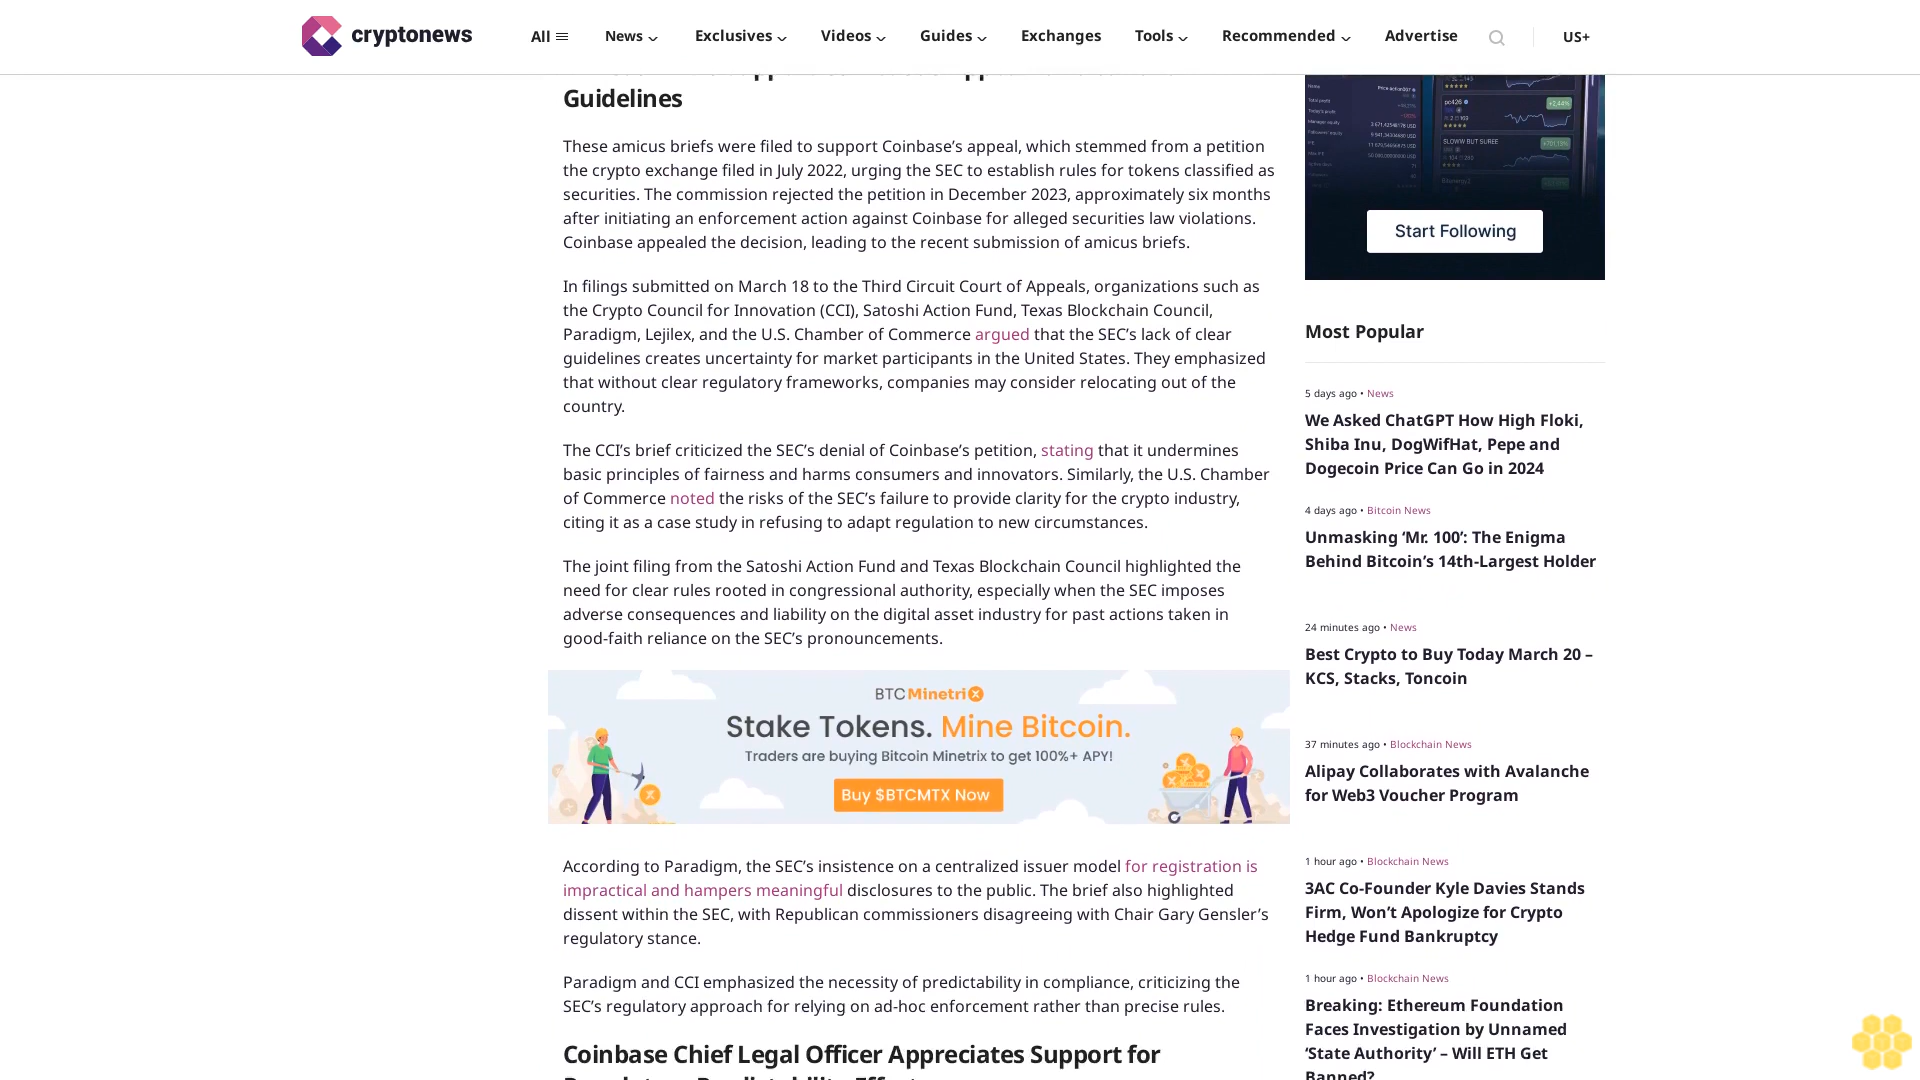 cryptonews
All
News
Exclusives
Videos
Guides
Exchanges
Tools
Recommended
Advertise
US+
Guidelines
These amicus briefs were filed to support Coinbase’s appeal, which stemmed from a petition
the crypto exchange filed in July 2022, urging the SEC to establish rules for tokens classified as
securities. The commission rejected the petition in December 2023, approximately six months
after initiating an enforcement action against Coinbase for alleged securities law violations.
Coinbase appealed the decision, leading to the recent submission of amicus briefs.
In filings submitted on March 18 to the Third Circuit Court of Appeals, organizations such as
the Crypto Council for Innovation (CCI), Satoshi Action Fund, Texas Blockchain Council,
Paradigm, Lejilex, and the U.S. Chamber of Commerce argued that the SEC’s lack of clear
guidelines creates uncertainty for market participants in the United States. They emphasized
that without clear regulatory frameworks, companies may consider relocating out of the
country.
The CCI’s brief criticized the SEC’s denial of Coinbase’s petition, stating that it undermines
basic principles of fairness and harms consumers and innovators. Similarly, the U.S. Chamber
of Commerce noted the risks of the SEC’s failure to provide clarity for the crypto industry,
citing it as a case study in refusing to adapt regulation to new circumstances.
The joint filing from the Satoshi Action Fund and Texas Blockchain Council highlighted the
need for clear rules rooted in congressional authority, especially when the SEC imposes
adverse consequences and liability on the digital asset industry for past actions taken in
good-faith reliance on the SEC’s pronouncements.
BTC Minetrix
Stake Tokens. Mine Bitcoin.
Traders are buying Bitcoin Minetrix to get 100%+ APY!
Buy $BTCMTX Now
According to Paradigm, the SEC’s insistence on a centralized issuer model for registration is
impractical and hampers meaningful disclosures to the public. The brief also highlighted
dissent within the SEC, with Republican commissioners disagreeing with Chair Gary Gensler’s
regulatory stance.
Paradigm and CCI emphasized the necessity of predictability in compliance, criticizing the
SEC’s regulatory approach for relying on ad-hoc enforcement rather than precise rules.
Coinbase Chief Legal Officer Appreciates Support for
pc426
+2,44%
SLOWW BUT SUREE
Start Following
Most Popular
5 days ago • News
We Asked ChatGPT How High Floki,
Shiba Inu, DogWifHat, Pepe and
Dogecoin Price Can Go in 2024
4 days ago • Bitcoin News
Unmasking ‘Mr. 100’: The Enigma
Behind Bitcoin’s 14th-Largest Holder
24 minutes ago • News
Best Crypto to Buy Today March 20 –
KCS, Stacks, Toncoin
37 minutes ago • Blockchain News
Alipay Collaborates with Avalanche
for Web3 Voucher Program
1 hour ago • Blockchain News
3AC Co-Founder Kyle Davies Stands
Firm, Won’t Apologize for Crypto
Hedge Fund Bankruptcy
1 hour ago • Blockchain News
Breaking: Ethereum Foundation
Faces Investigation by Unnamed
‘State Authority’ – Will ETH Get
Banned?